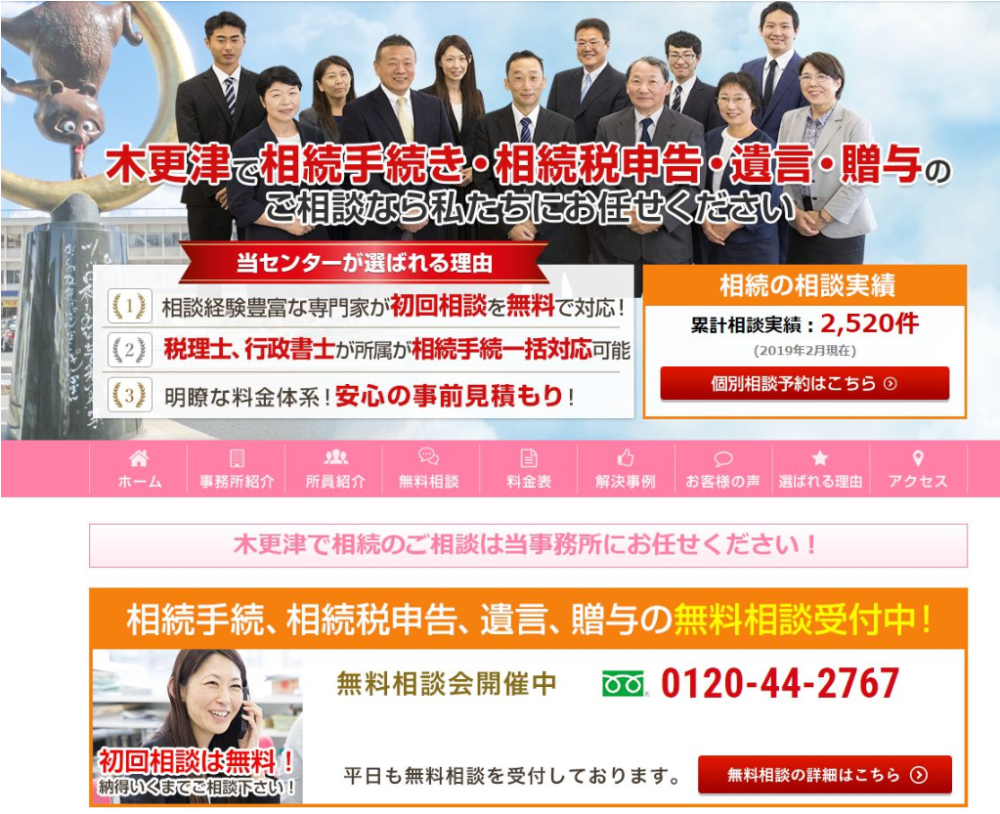 木更津で相続手続き・相続税申告・遺言・贈与の
ご相談なら私たちにお任せください
当センターが選ばれる理由
1 相談経験豊富な専門家が初回相談を無料で対応！
2 税理士、行政書士が所属が相続手続一括対応可能
3 明瞭な料金体系！安心の事前見積もり！
相続の相談実績
累計相談実績：2,520件
(2019年2月現在)
個別相談予約はこちら
ホーム 事務所紹介 所員紹介 無料相談 料金表 解決事例 お客様の声 選ばれる理由 アクセス
木更津で相続のご相談は当事務所にお任せください！
相続手続、相続税申告、遺言、贈与の無料相談受付中！
無料相談会開催中 0120-44-2767
初回相談は無料！
納得いくまでご相談下さい！
平日も無料相談を受付しております。
無料相談の詳細はこちら